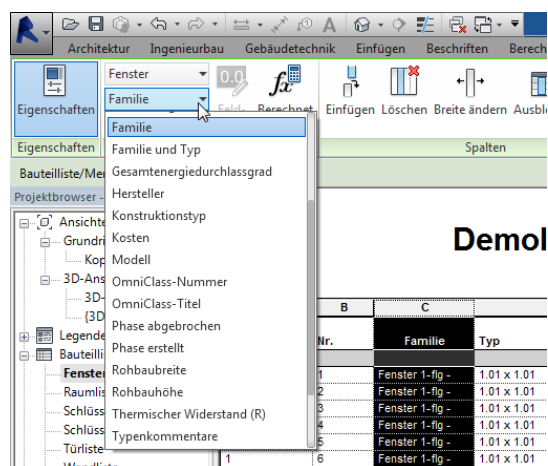 Architektur Ingenieurbau Gebäudetechnik Einfügen Beschriften Berech
Fenster
Familie
Eigenschaften
Berechnet Einfügen Löschen Breite ändern Ausbl
Eigenschaften
Spalten
Familie
Familie und Typ
Gesamtenergiedurchlassgrad
Hersteller
Konstruktionstyp
Kosten
Modell
OmniClass-Nummer
OmniClass-Titel
Phase abgebrochen
Phase erstellt
Rohbaubreite
Rohbauhöhe
Thermischer Widerstand (R)
Typenkommentare
Bauteilliste/Me
Projektbrowser -
Ansichte
Grundri
Kop
3D-Ans
3D-
{3D
Legende
Bauteilli
Fenster
Raumlis
Schlüss
Schlüss
Türliste
Wandliste
Demol
B C
Nr. Familie Typ
1 Fenster 1-flg - 1.01 x 1.01
2 Fenster 1-flg - 1.01 x 1.01
3 Fenster 1-flg - 1.01 x 1.01
4 Fenster 1-flg - 1.01 x 1.01
5 Fenster 1-flg - 1.01 x 1.01
1 6 Fenster 1-flg - 1.01 x 1.01